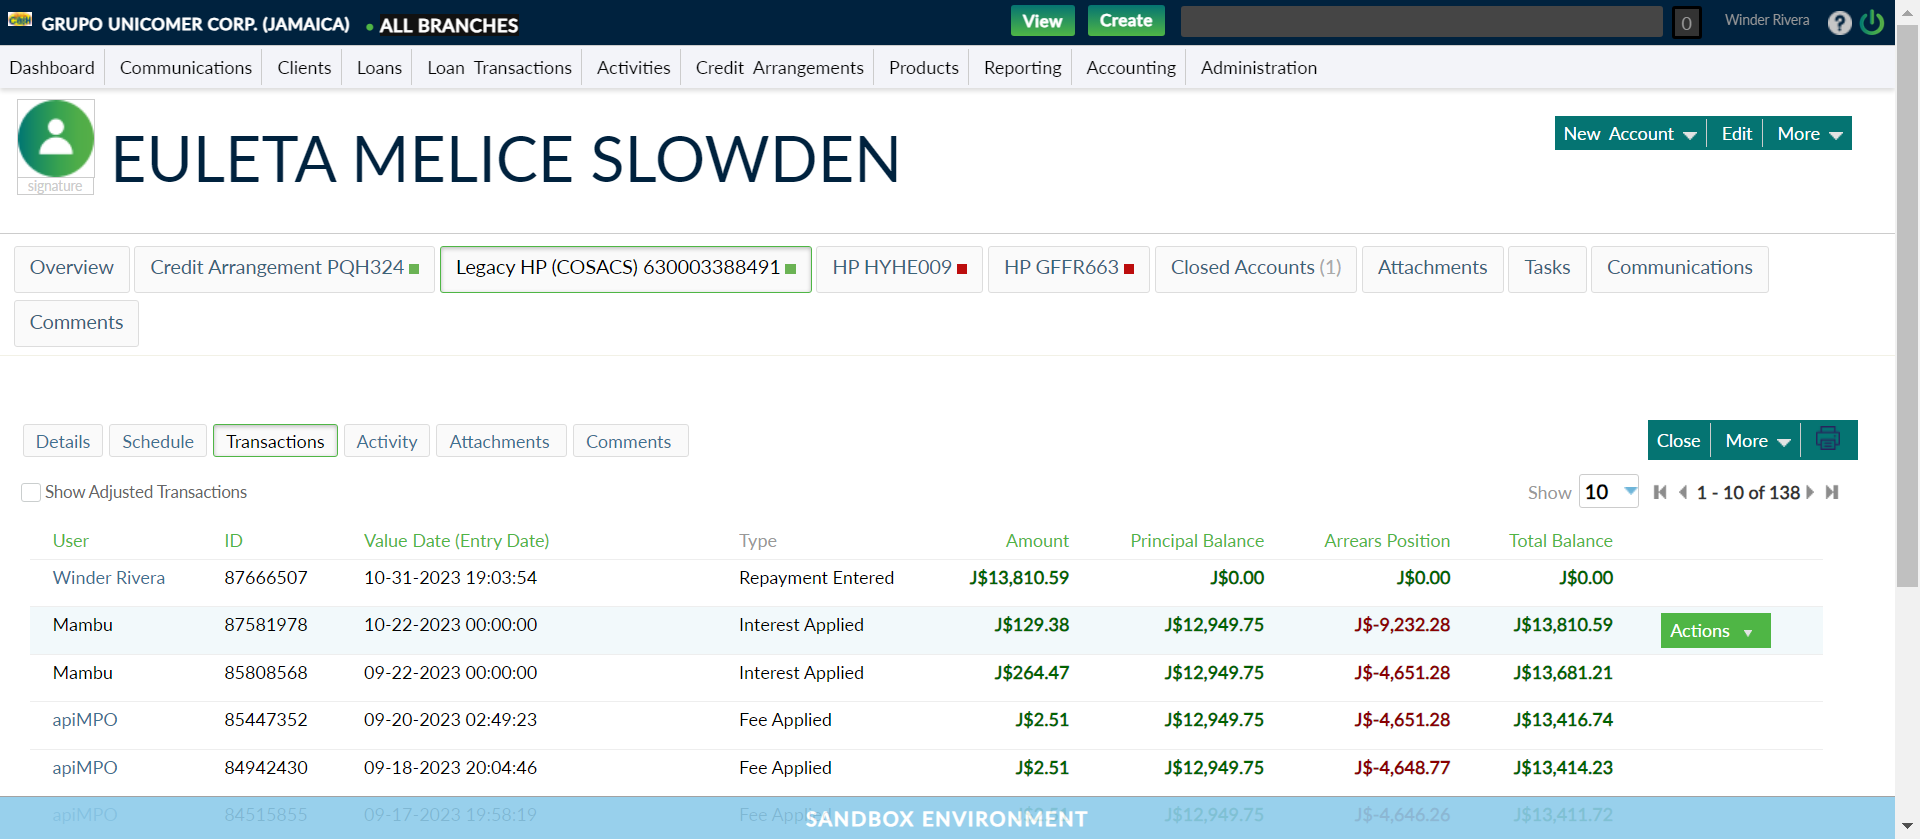 CASH GRUPO UNICOMER CORP. (JAMAICA) • ALL BRANCHES View Create 0 Winder Rivera ?
Dashboard Communications Clients Loans Loan Transactions Activities Credit Arrangements Products Reporting Accounting Administration
signature EULETA MELICE SLOWDEN New Account Edit More
Overview Credit Arrangement PQH324 Legacy HP (COSACS) 630003388491 HP HYHE009 HP GFFR663 Closed Accounts (1) Attachments Tasks Communications
Comments
Details Schedule Transactions Activity Attachments Comments Close More
Show Adjusted Transactions Show 10 1 - 10 of 138
User ID Value Date (Entry Date) Type Amount Principal Balance Arrears Position Total Balance
Winder Rivera 87666507 10-31-2023 19:03:54 Repayment Entered J$13,810.59 J$0.00 J$0.00 J$0.00
Mambu 87581978 10-22-2023 00:00:00 Interest Applied J$129.38 J$12,949.75 J$-9,232.28 J$13,810.59 Actions
Mambu 85808568 09-22-2023 00:00:00 Interest Applied J$264.47 J$12,949.75 J$-4,651.28 J$13,681.21
apiMPO 85447352 09-20-2023 02:49:23 Fee Applied J$2.51 J$12,949.75 J$-4,651.28 J$13,416.74
apiMPO 84942430 09-18-2023 20:04:46 Fee Applied J$2.51 J$12,949.75 J$-4,648.77 J$13,414.23
apiMPO 84515855 09-17-2023 19:58:19 Fee J$12,949.75 J$-4,646.26 J$13,411.72
SANDBOX ENVIRONMENT